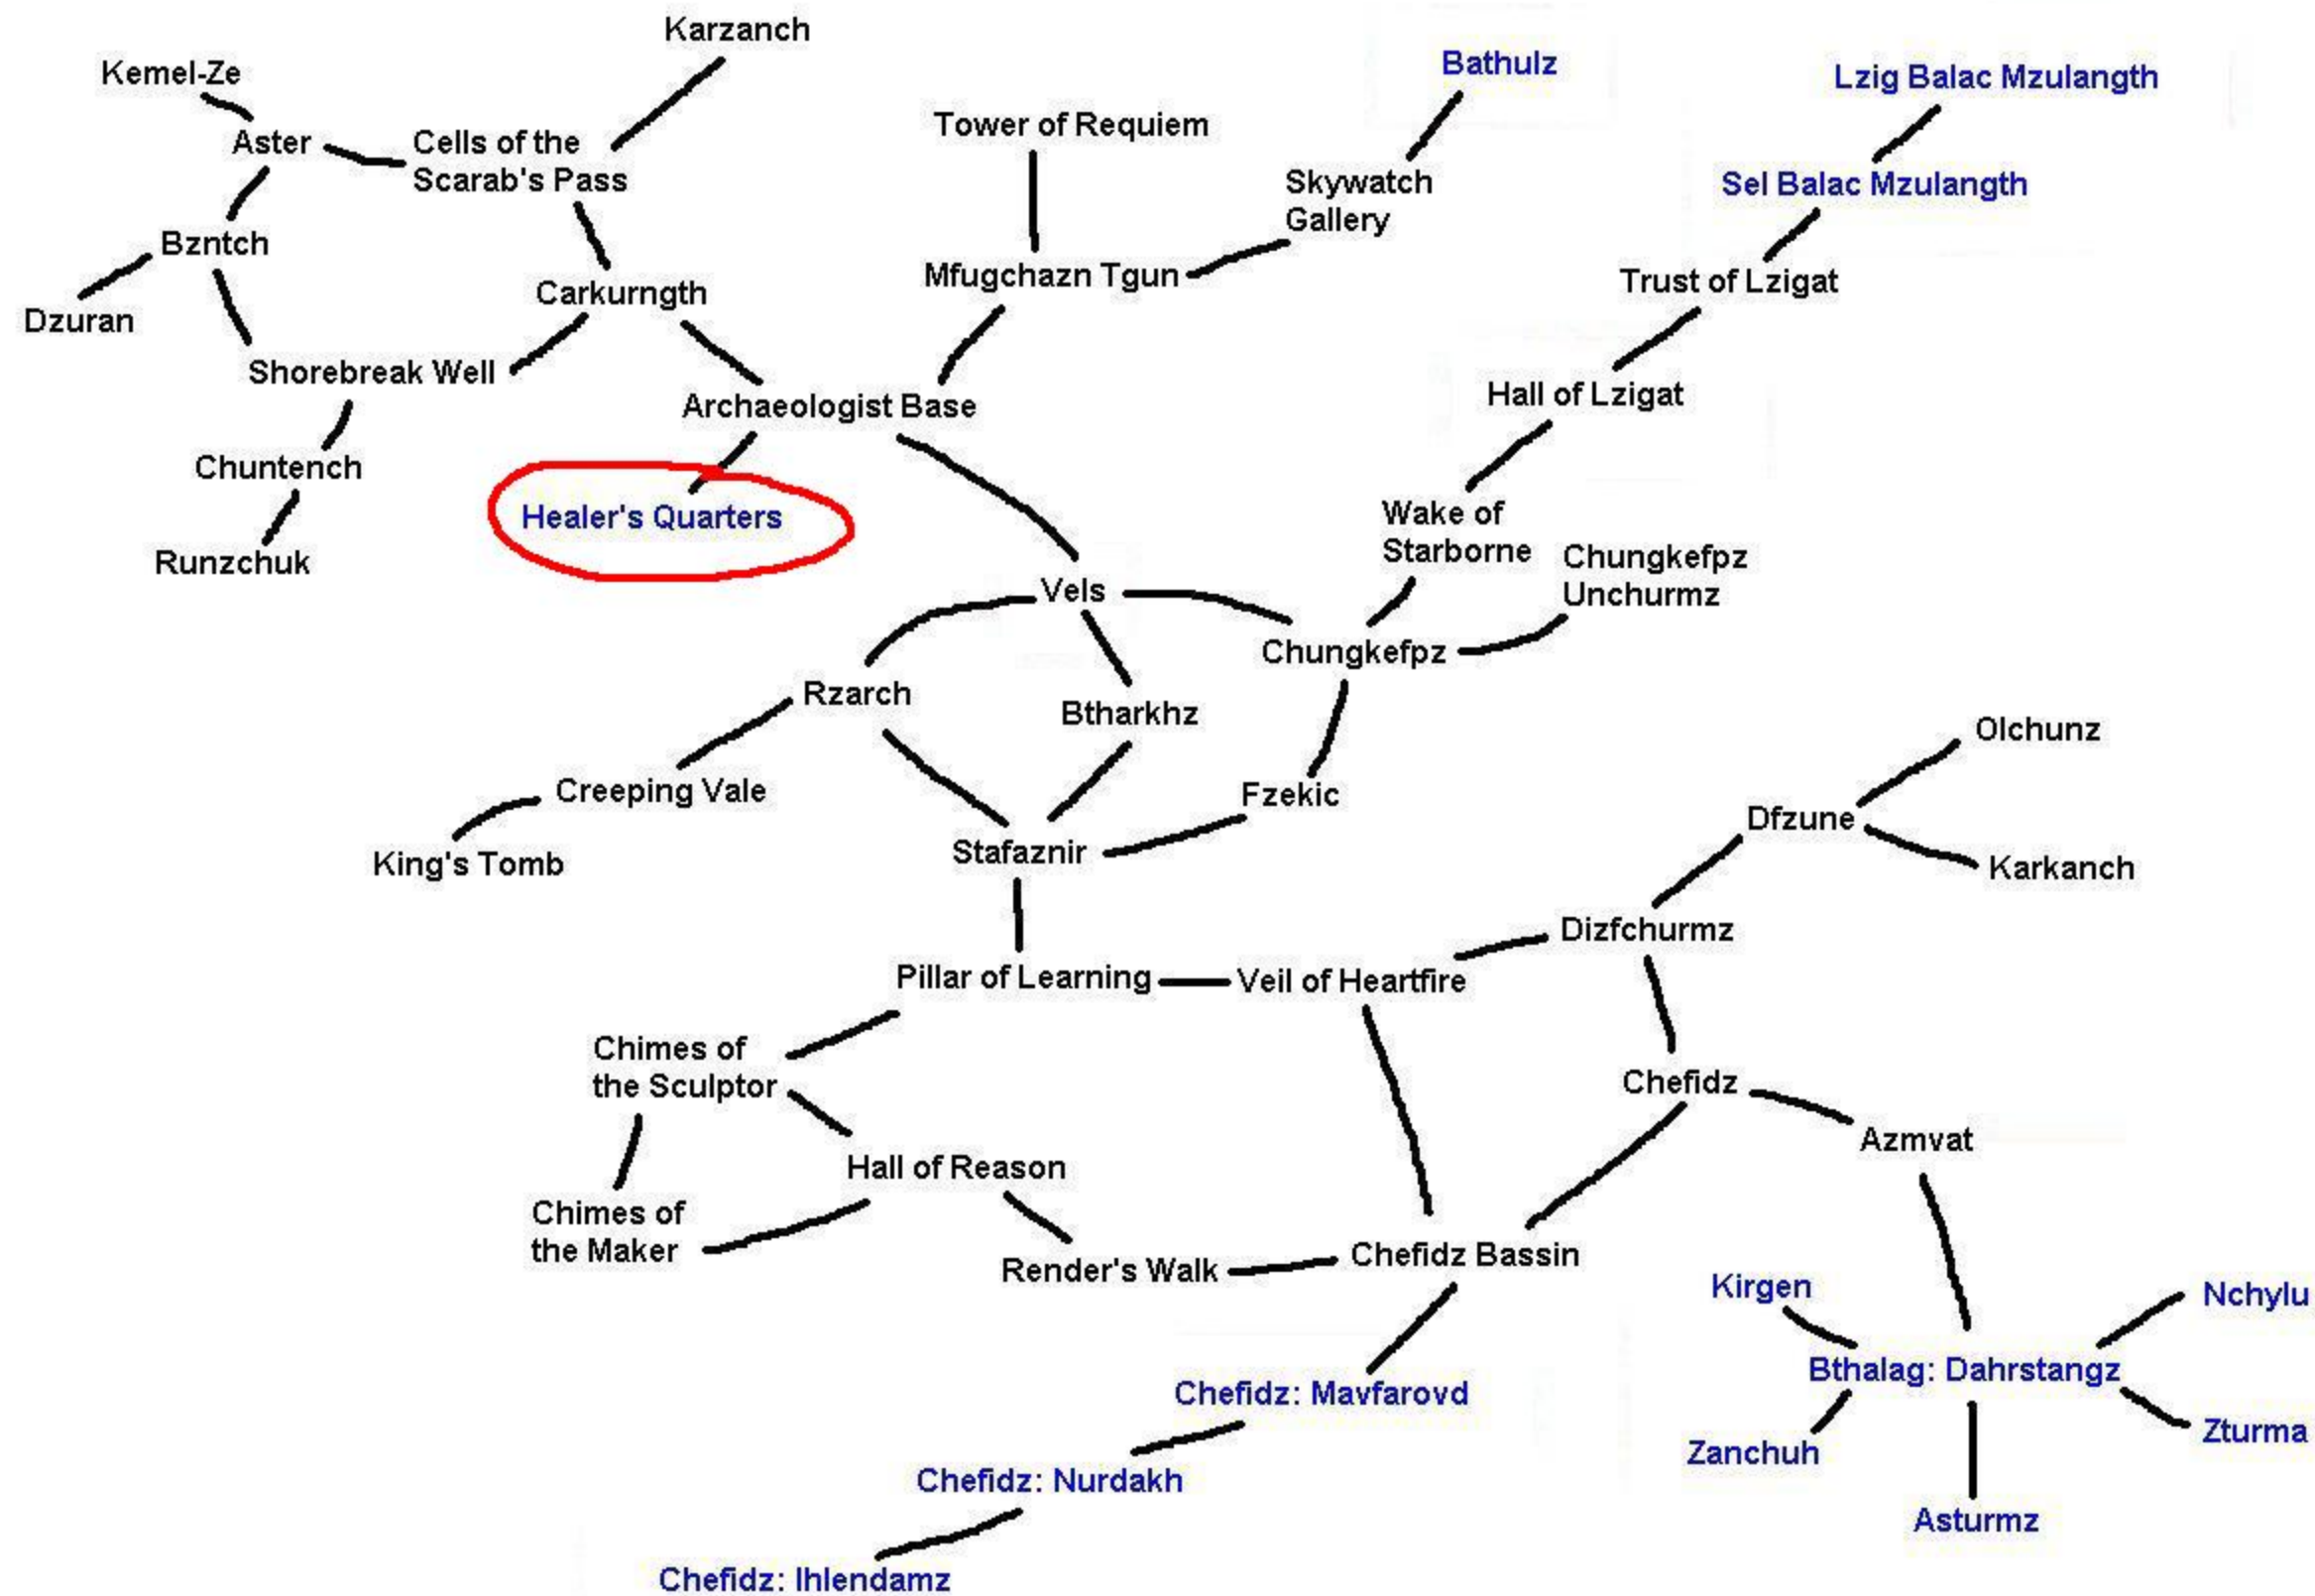 Karzanch
Kemel-Ze
Bathulz
Lzig Balac Mzulangth
Tower of Requiem
Aster
Cells of the
Scarab's Pass
Skywatch
Gallery
Sel Balac Mzulangth
Bzntch
Mfugchazn Tgun
Trust of Lzigat
Carkurngth
Dzuran
Shorebreak Well
Archaeologist Base
Hall of Lzigat
Chuntench
Healer's Quarters
Wake of
Starborne
Runzchuk
Chungkefpz
Unchurmz
Vels
Chungkefpz
Rzarch
Btharkhz
Olchunz
Creeping Vale
Fzekic
Dfzune
King's Tomb
Stafaznir
Karkanch
Dizfchurmz
Pillar of Learning
Veil of Heartfire
Chimes of
the Sculptor
Chefidz
Azmvat
Hall of Reason
Chimes of
the Maker
Render's Walk
Chefidz Bassin
Kirgen
Nchylu
Bthalag: Dahrstangz
Chefidz: Mavfarovd
Zturma
Zanchuh
Chefidz: Nurdakh
Asturmz
Chefidz: Ihlendamz